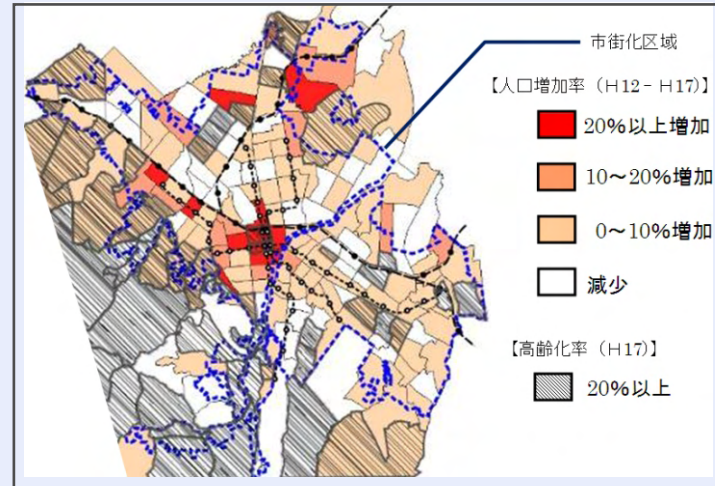 市街化区域
【人口増加率（H12－H17）】
20%以上増加
10～20%増加
0～10%増加
減少
【高齢化率（H17）】
20%以上